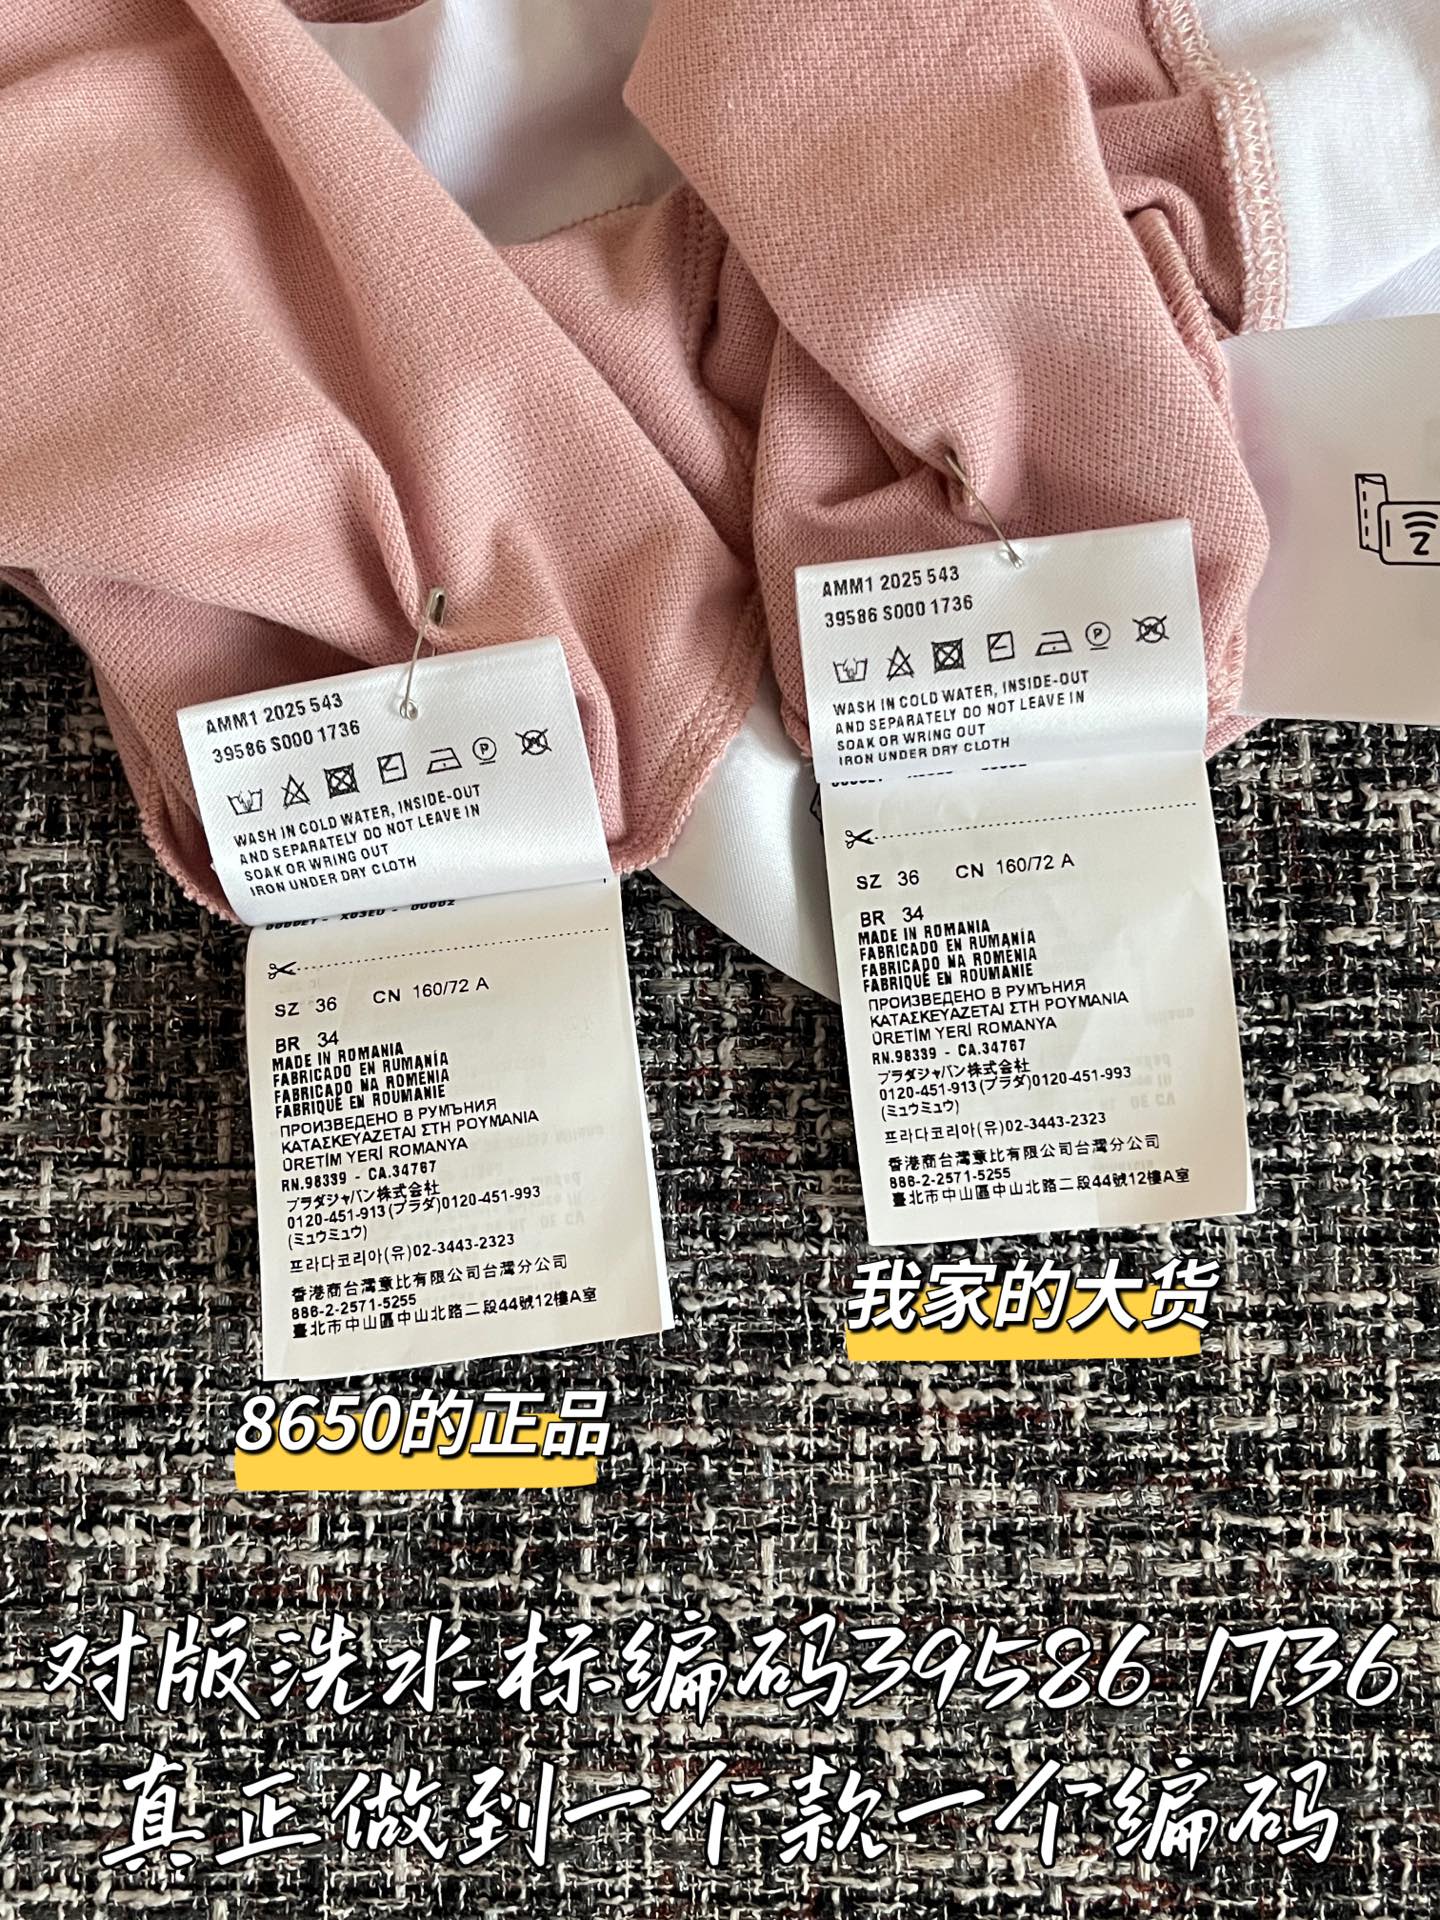 AMM1 2025 543
39586 S000 1736
WASH IN COLD WATER, INSIDE-OUT
AND SEPARATELY DO NOT LEAVE IN
SOAK OR WRING OUT
IRON UNDER DRY CLOTH
SZ 36 CN 160/72 A
BR 34
MADE IN ROMANIA
FABRICADO EN RUMANÍA
FABRICADO NA ROMÉNIA
FABRIQUÉ EN ROUMANIE
ПРОИЗВЕДЕНО В РУМЪНИЯ
ΚΑΤΑΣΚΕΥΑΖΕΤΑΙ ΣΤΗ ΡΟΥΜΑΝΙΑ
ÜRETİM YERİ ROMANYA
RN.98339 - CA.34767
プラダジャパン株式会社
0120-451-913(プラダ)0120-451-993
(ミュウミュウ)
프라다코리아(유)02-3443-2323
香港商台灣意比有限公司台灣分公司
886-2-2571-5255
臺北市中山區中山北路二段44號12樓A室
8650的正品
AMM1 2025 543
39586 S000 1736
WASH IN COLD WATER, INSIDE-OUT
AND SEPARATELY DO NOT LEAVE IN
SOAK OR WRING OUT
IRON UNDER DRY CLOTH
SZ 36 CN 160/72 A
BR 34
MADE IN ROMANIA
FABRICADO EN RUMANÍA
FABRICADO NA ROMÉNIA
FABRIQUÉ EN ROUMANIE
ПРОИЗВЕДЕНО В РУМЪНИЯ
ΚΑΤΑΣΚΕΥΑΖΕΤΑΙ ΣΤΗ ΡΟΥΜΑΝΙΑ
ÜRETİM YERİ ROMANYA
RN.98339 - CA.34767
プラダジャパン株式会社
0120-451-913(プラダ)0120-451-993
(ミュウミュウ)
프라다코리아(유)02-3443-2323
香港商台灣意比有限公司台灣分公司
886-2-2571-5255
臺北市中山區中山北路二段44號12樓A室
我家的大货
对版洗水标编码39586 1736
真正做到一个款一个编码